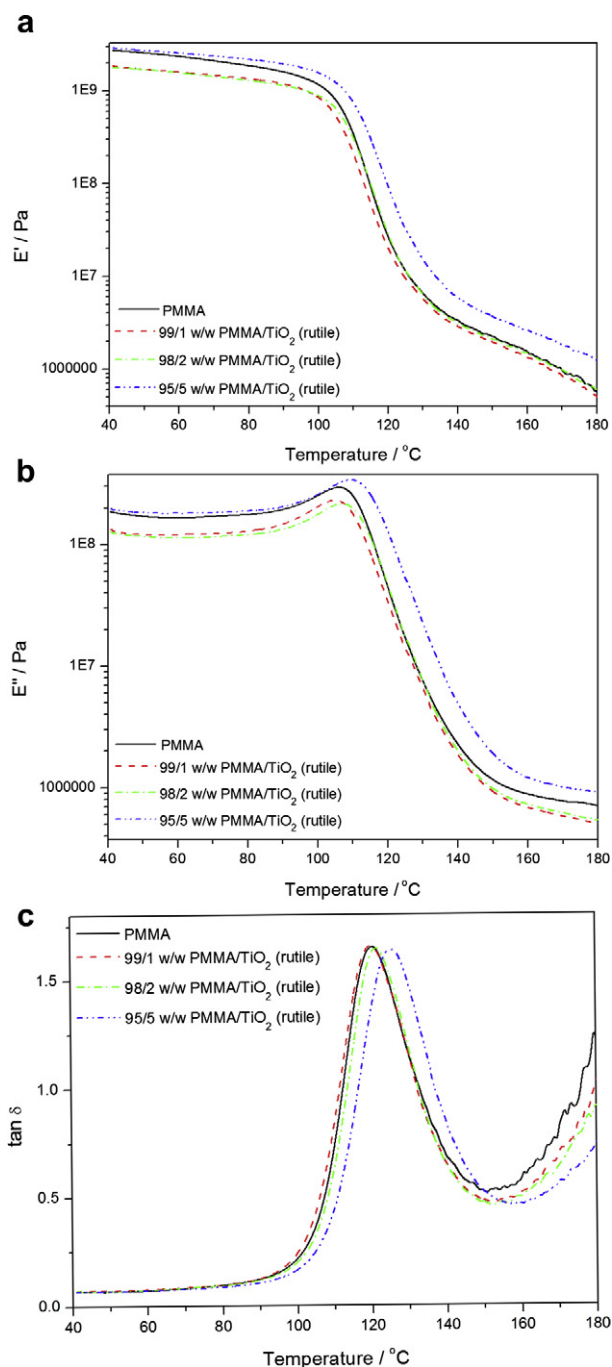 a
1E9
1E8
1E7
1000000
E' / Pa
PMMA
99/1 w/w PMMA/TiO₂ (rutile)
98/2 w/w PMMA/TiO₂ (rutile)
95/5 w/w PMMA/TiO₂ (rutile)
40 60 80 100 120 140 160 180
Temperature / °C
b
1E8
1E7
1000000
E'' / Pa
PMMA
99/1 w/w PMMA/TiO₂ (rutile)
98/2 w/w PMMA/TiO₂ (rutile)
95/5 w/w PMMA/TiO₂ (rutile)
40 60 80 100 120 140 160 180
Temperature / °C
c
PMMA
99/1 w/w PMMA/TiO₂ (rutile)
98/2 w/w PMMA/TiO₂ (rutile)
95/5 w/w PMMA/TiO₂ (rutile)
1.5
1.0
0.5
0.0
tan δ
40 60 80 100 120 140 160 180
Temperature / °C